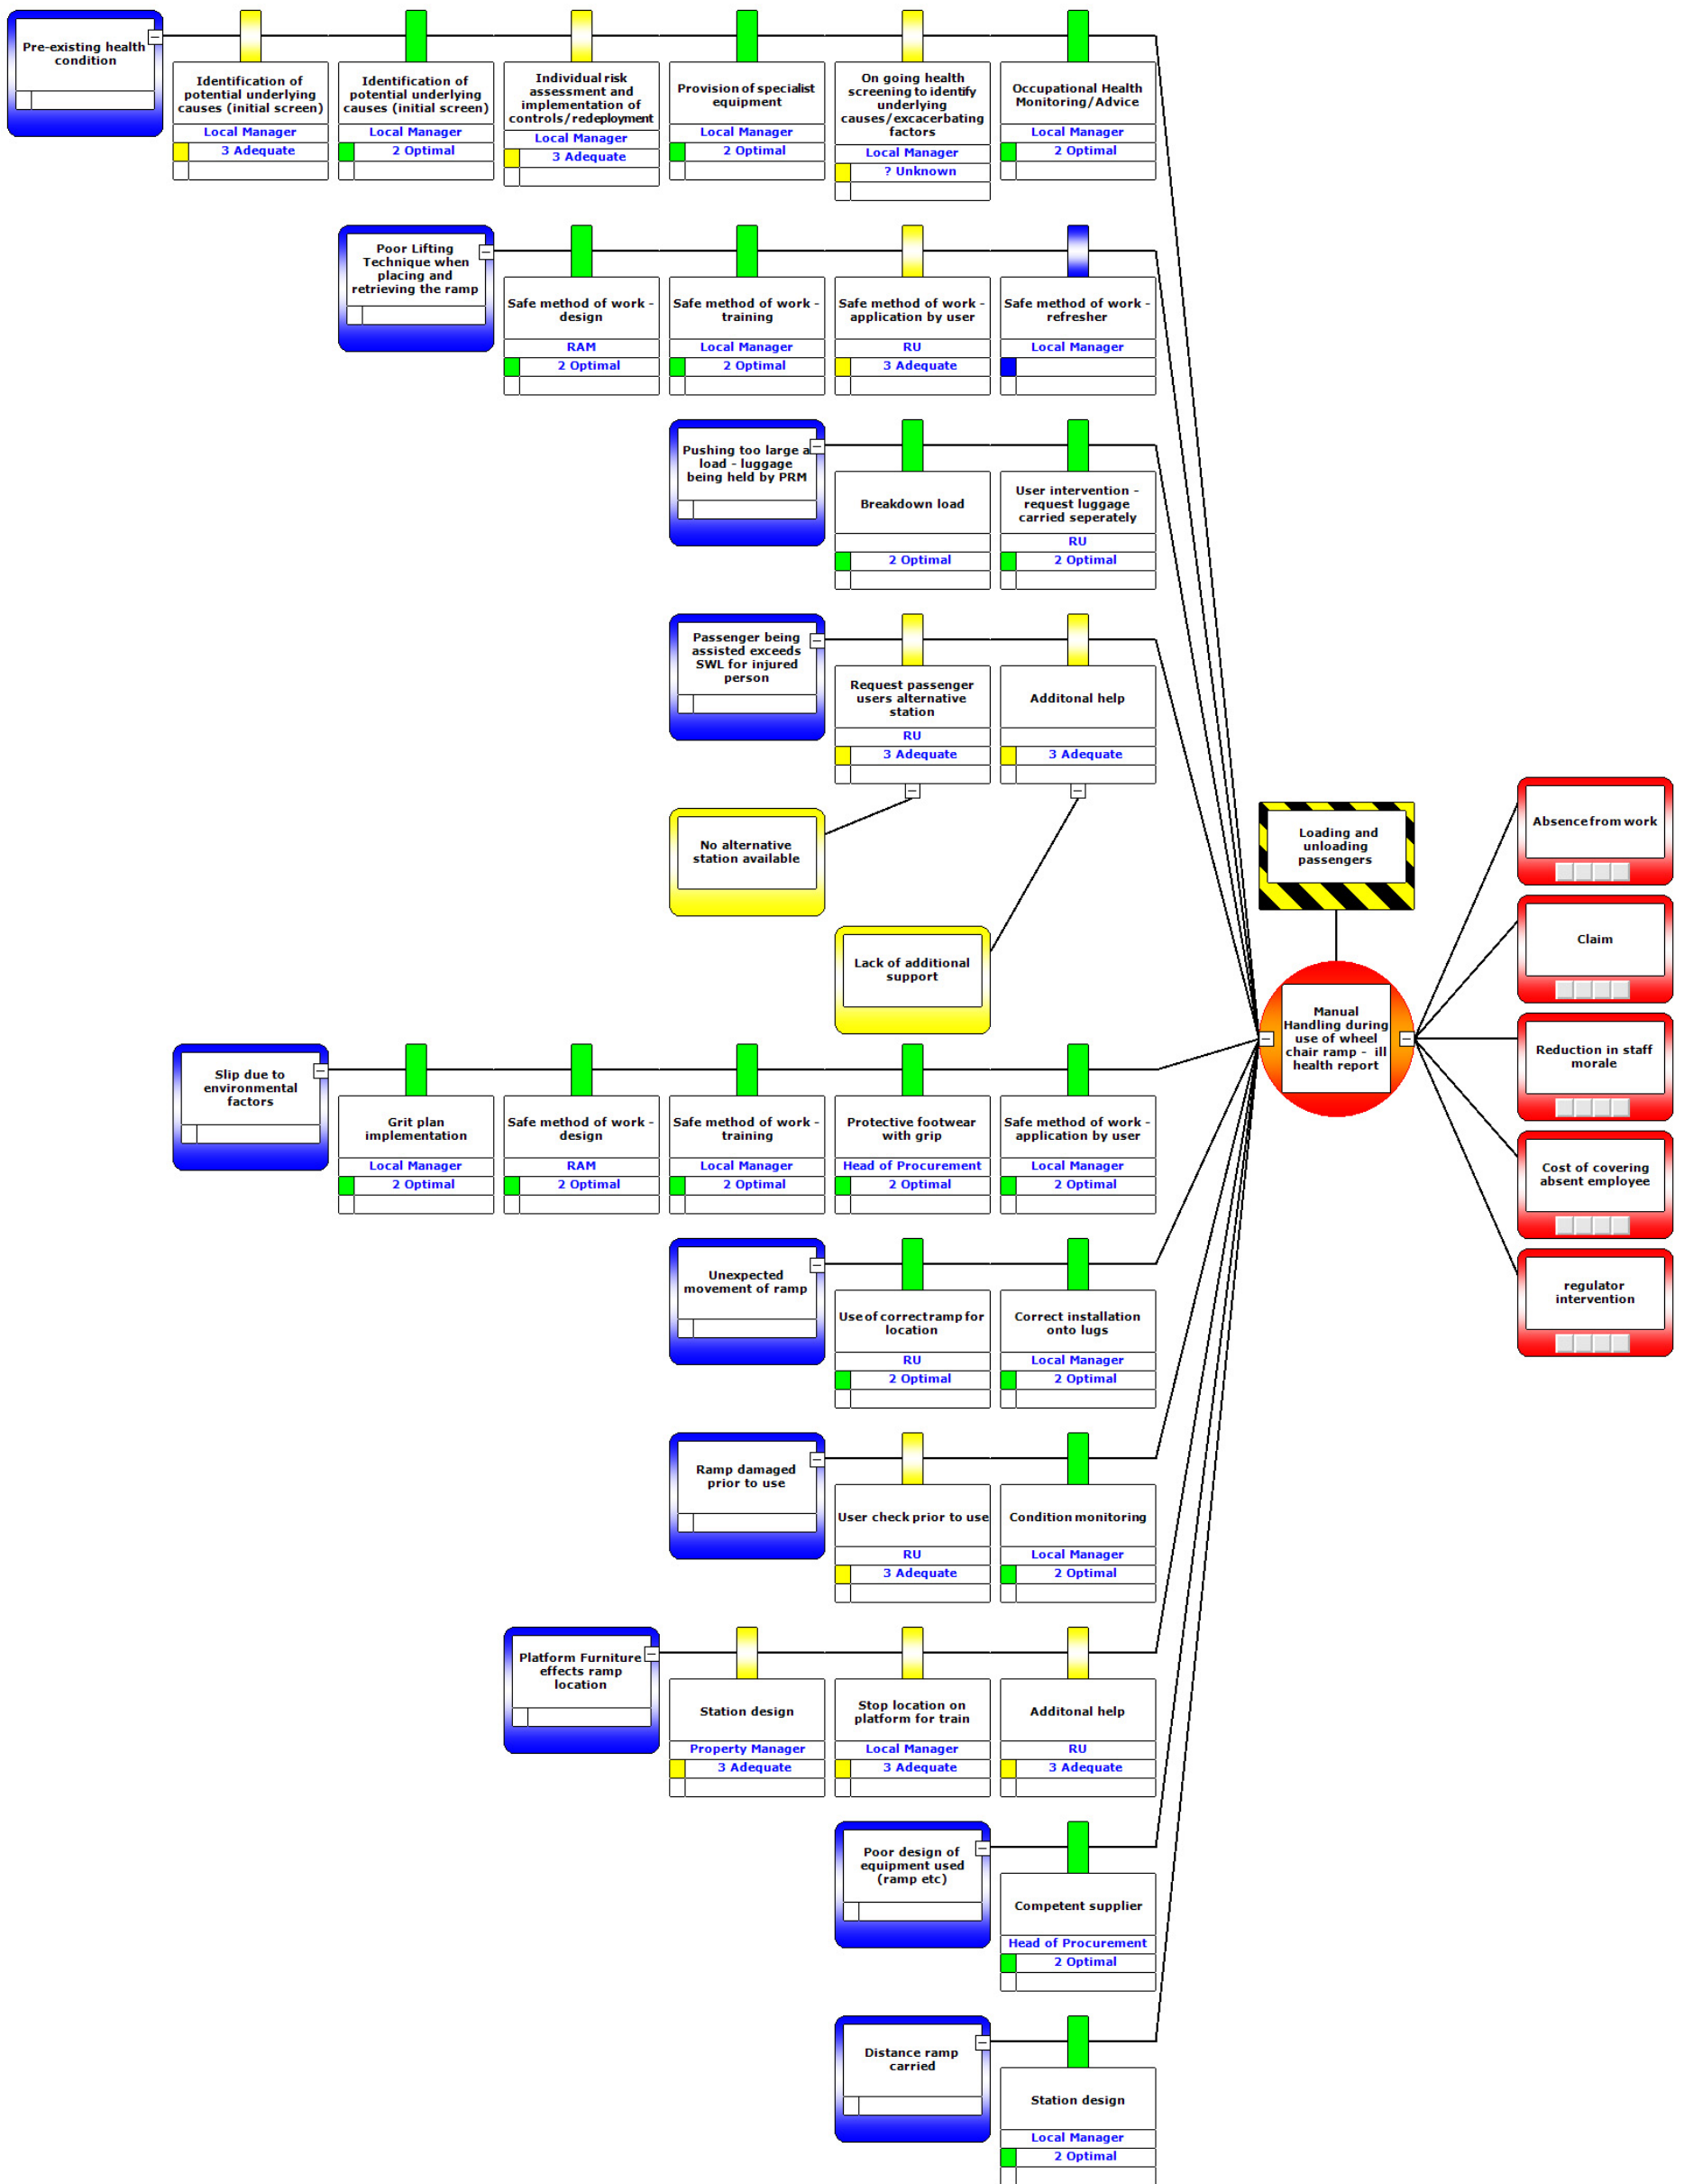 Pre-existing health
condition
Identification of
potential underlying
causes (initial screen)
Local Manager
3 Adequate
Identification of
potential underlying
causes (initial screen)
Local Manager
2 Optimal
Individual risk
assessment and
implementation of
controls/redeployment
Local Manager
3 Adequate
Provision of specialist
equipment
Local Manager
2 Optimal
On going health
screening to identify
underlying
causes/excacerbating
factors
Local Manager
? Unknown
Occupational Health
Monitoring/Advice
Local Manager
2 Optimal
Poor Lifting
Technique when
placing and
retrieving the ramp
Safe method of work -
design
RAM
2 Optimal
Safe method of work -
training
Local Manager
2 Optimal
Safe method of work -
application by user
RU
3 Adequate
Safe method of work -
refresher
Local Manager
Pushing too large a
load - luggage
being held by PRM
Breakdown load
2 Optimal
User intervention -
request luggage
carried seperately
RU
2 Optimal
Passenger being
assisted exceeds
SWL for injured
person
Request passenger
users alternative
station
RU
3 Adequate
Additonal help
3 Adequate
No alternative
station available
Lack of additional
support
Loading and
unloading
passengers
Manual
Handling during
use of wheel
chair ramp - ill
health report
Absence from work
Claim
Reduction in staff
morale
Cost of covering
absent employee
regulator
intervention
Slip due to
environmental
factors
Grit plan
implementation
Local Manager
2 Optimal
Safe method of work -
design
RAM
2 Optimal
Safe method of work -
training
Local Manager
2 Optimal
Protective footwear
with grip
Head of Procurement
2 Optimal
Safe method of work -
application by user
Local Manager
2 Optimal
Unexpected
movement of ramp
Use of correct ramp for
location
RU
2 Optimal
Correct installation
onto lugs
Local Manager
2 Optimal
Ramp damaged
prior to use
User check prior to use
RU
3 Adequate
Condition monitoring
Local Manager
2 Optimal
Platform Furniture
effects ramp
location
Station design
Property Manager
3 Adequate
Stop location on
platform for train
Local Manager
3 Adequate
Additonal help
RU
3 Adequate
Poor design of
equipment used
(ramp etc)
Competent supplier
Head of Procurement
2 Optimal
Distance ramp
carried
Station design
Local Manager
2 Optimal